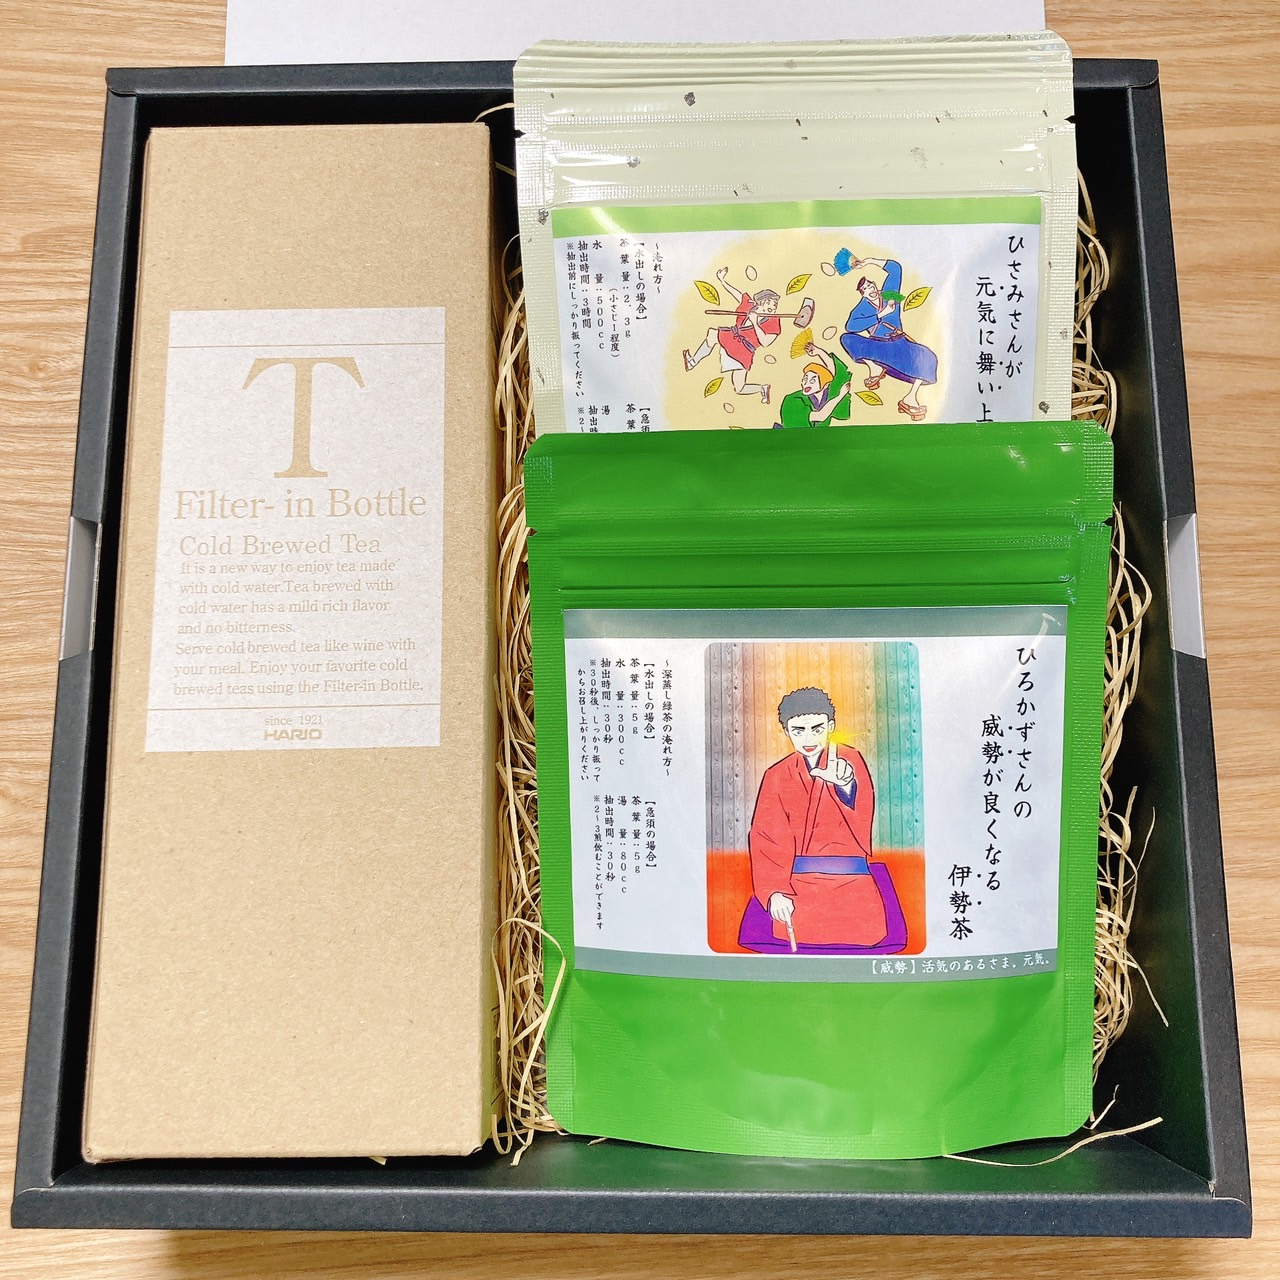 T
Filter- in Bottle
Cold Brewed Tea
It is a new way to enjoy tea made
with cold water.Tea brewed with
cold water has a mild rich flavor
and no bitterness.
Serve cold brewed tea like wine with
your meal. Enjoy your favorite cold
brewed teas using the Filter-in Bottle.
since 1921
HARIO
ひさみさんが
元気に舞い上
~淹れ方~
【水出しの場合】
茶葉量:2.3g
(小さじ1程度)
水量:500cc
抽出時間:3時間
※抽出前にしっかり振ってください
【急須
茶葉
湯
抽出
※2~
ひろかずさんの
威勢が良くなる
伊勢茶
~深蒸し緑茶の淹れ方~
【水出しの場合】
茶葉量:5g
水量:300cc
抽出時間:30秒
※30秒後、しっかり振って
からお召し上がりください
【急須の場合】
茶葉量:5g
湯量:80cc
抽出時間:30秒
※2~3煎飲むことができます
【威勢】活気のあるさま。元気。